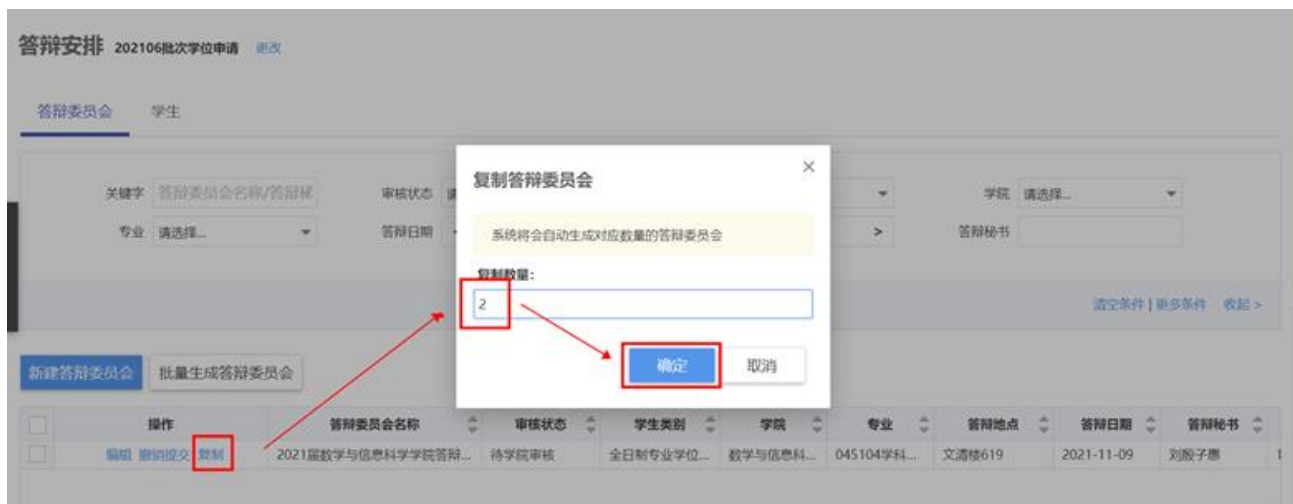 答辩安排 202106批次学位申请 更改
答辩委员会 学生
复制答辩委员会 ×
关键字 答辩委员会名称/答辩秘 审核状态 学院 请选择...
系统将会自动生成对应数量的答辩委员会
专业 请选择... 答辩日期 > 答辩秘书
复制数量：
2
清空条件 | 更多条件 收起 >
确定 取消
新建答辩委员会 批量生成答辩委员会
操作 答辩委员会名称 审核状态 学生类别 学院 专业 答辩地点 答辩日期 答辩秘书
编辑 撤销提交 复制 2021届数学与信息科学学院答辩... 待学院审核 全日制专业学位... 数学与信息科... 045104学科... 文清楼619 2021-11-09 刘殷子惠